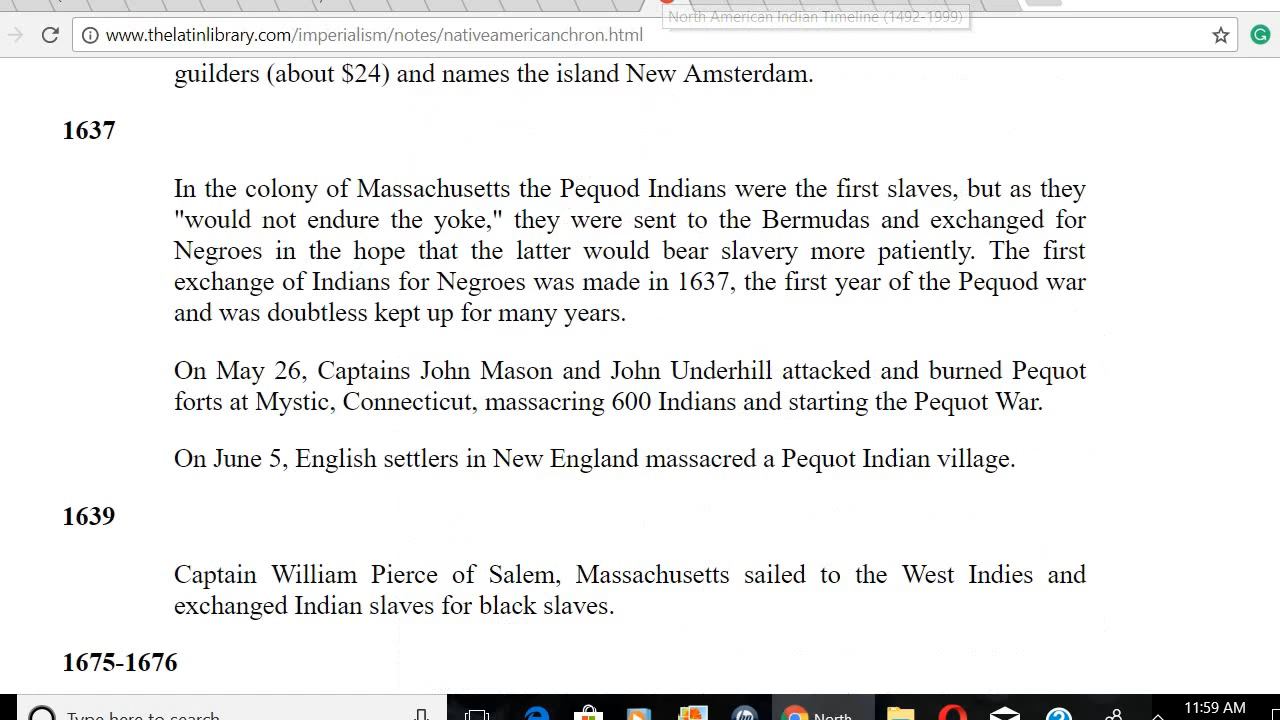 North American Indian Timeline (1492-1999)
www.thelatinlibrary.com/imperialism/notes/nativeamericanchron.html
guilders (about $24) and names the island New Amsterdam.
1637
In the colony of Massachusetts the Pequod Indians were the first slaves, but as they
"would not endure the yoke," they were sent to the Bermudas and exchanged for
Negroes in the hope that the latter would bear slavery more patiently. The first
exchange of Indians for Negroes was made in 1637, the first year of the Pequod war
and was doubtless kept up for many years.
On May 26, Captains John Mason and John Underhill attacked and burned Pequot
forts at Mystic, Connecticut, massacring 600 Indians and starting the Pequot War.
On June 5, English settlers in New England massacred a Pequot Indian village.
1639
Captain William Pierce of Salem, Massachusetts sailed to the West Indies and
exchanged Indian slaves for black slaves.
1675-1676
Type here to search
North
11:59 AM